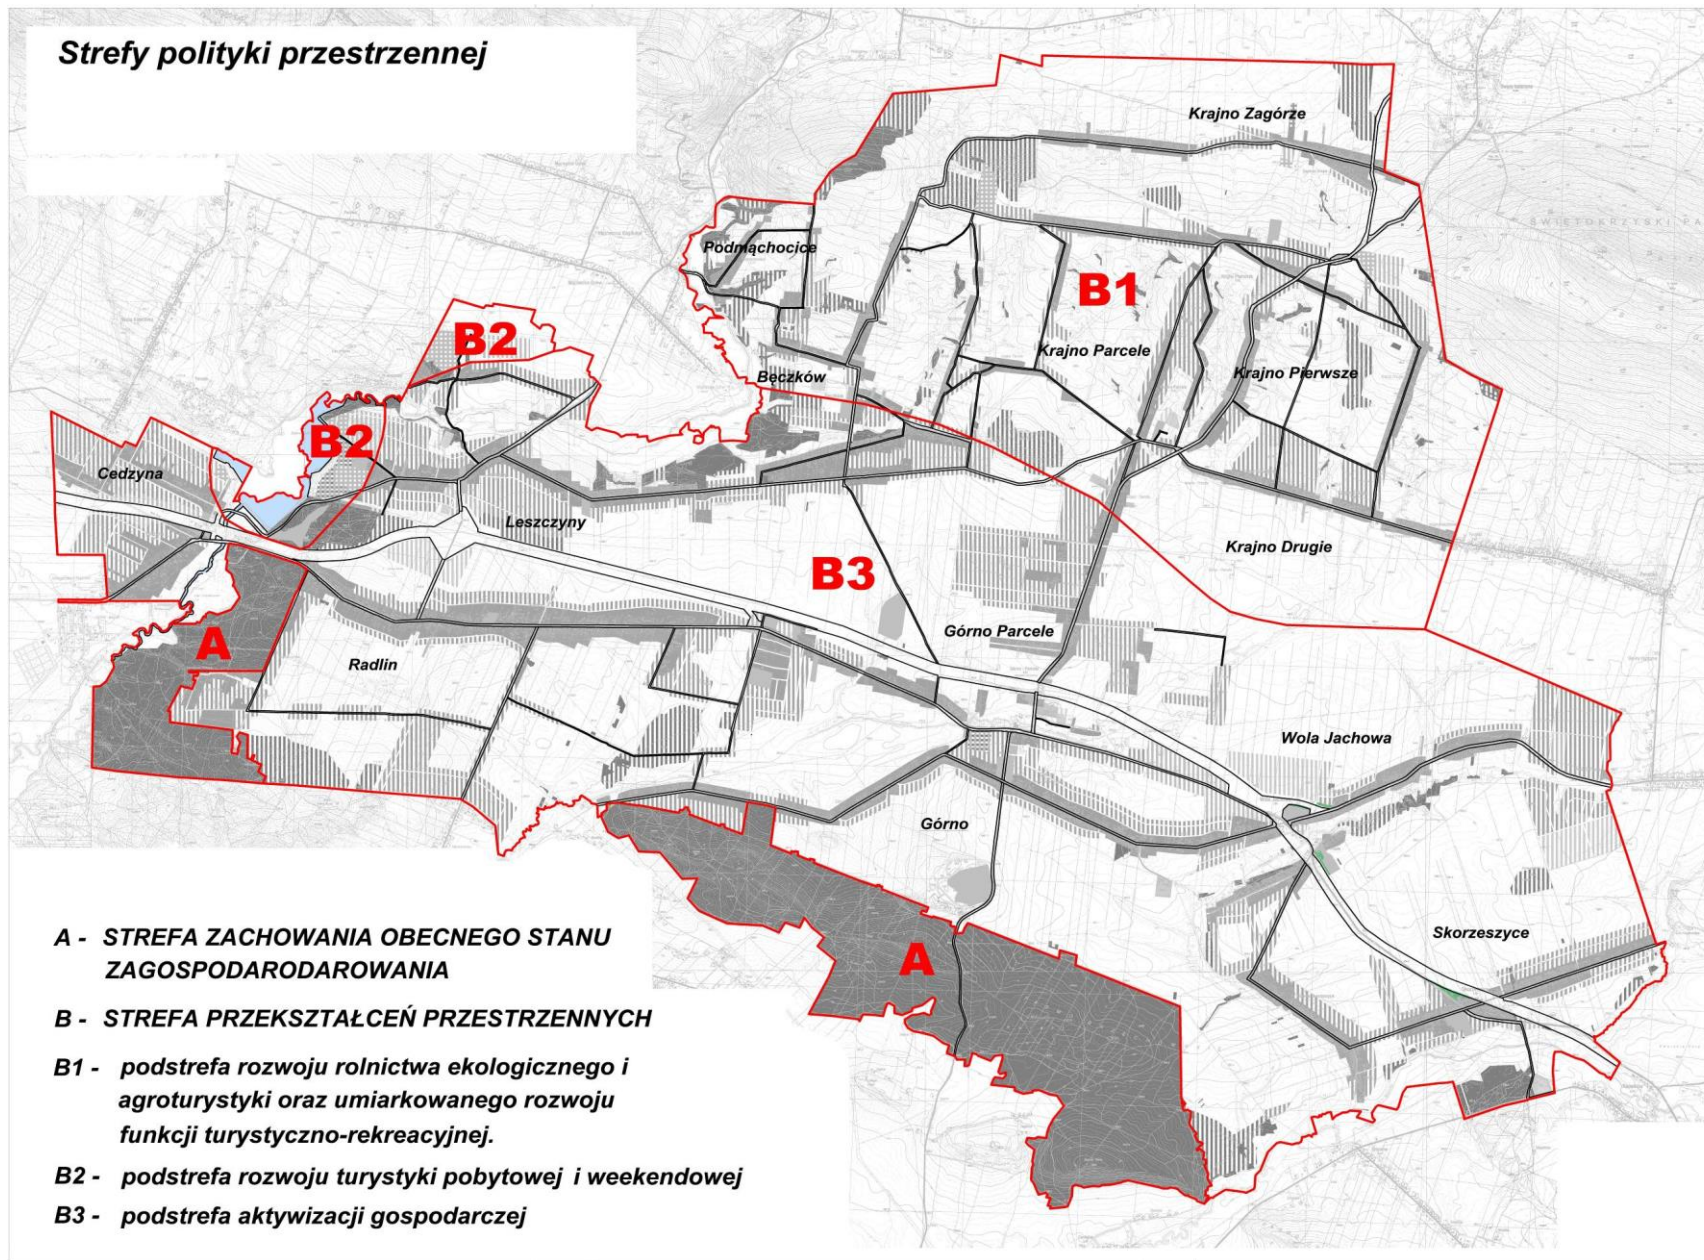 Strefy polityki przestrzennej
Krajno Zagórze
Podmąchocice
B1
B2
Krajno Parcele
Bęczków
Krajno Pierwsze
B2
Cedzyna
Leszczyny
Krajno Drugie
B3
Górno Parcele
A
Radlin
Wola Jachowa
Górno
Skorzeszyce
A
A - STREFA ZACHOWANIA OBECNEGO STANU
ZAGOSPODARODAROWANIA
B - STREFA PRZEKSZTAŁCEŃ PRZESTRZENNYCH
B1 - podstrefa rozwoju rolnictwa ekologicznego i
agroturystyki oraz umiarkowanego rozwoju
funkcji turystyczno-rekreacyjnej.
B2 - podstrefa rozwoju turystyki pobytowej i weekendowej
B3 - podstrefa aktywizacji gospodarczej